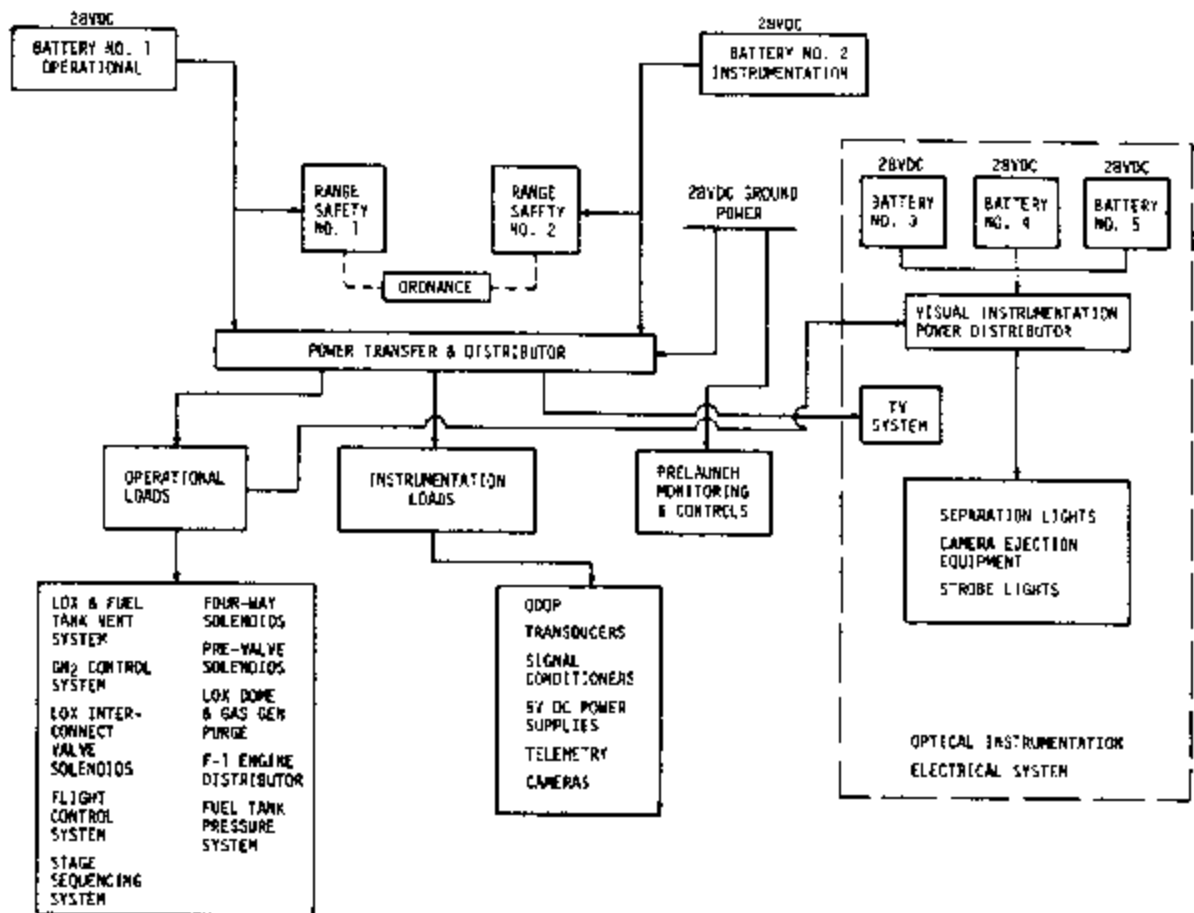 28VDC
BATTERY NO. 1
OPERATIONAL
28VDC
BATTERY NO. 2
INSTRUMENTATION
RANGE
SAFETY
NO. 1
RANGE
SAFETY
NO. 2
ORDNANCE
28VDC GROUND
POWER
28VDC
BATTERY
NO. 3
28VDC
BATTERY
NO. 4
28VDC
BATTERY
NO. 5
VISUAL INSTRUMENTATION
POWER DISTRIBUTOR
POWER TRANSFER & DISTRIBUTOR
TV
SYSTEM
OPERATIONAL
LOADS
INSTRUMENTATION
LOADS
PRELAUNCH
MONITORING
& CONTROLS
SEPARATION LIGHTS
CAMERA EJECTION
EQUIPMENT
STROBE LIGHTS
LOX & FUEL
TANK VENT
SYSTEM
GN2 CONTROL
SYSTEM
LOX INTER-
CONNECT
VALVE
SOLENOIDS
FLIGHT
CONTROL
SYSTEM
STAGE
SEQUENCING
SYSTEM
FOUR-WAY
SOLENOIDS
PRE-VALVE
SOLENOIDS
LOX DOME
& GAS GEN
PURGE
F-1 ENGINE
DISTRIBUTOR
FUEL TANK
PRESSURE
SYSTEM
ODOP
TRANSDUCERS
SIGNAL
CONDITIONERS
5V DC POWER
SUPPLIES
TELEMETRY
CAMERAS
OPTICAL INSTRUMENTATION
ELECTRICAL SYSTEM